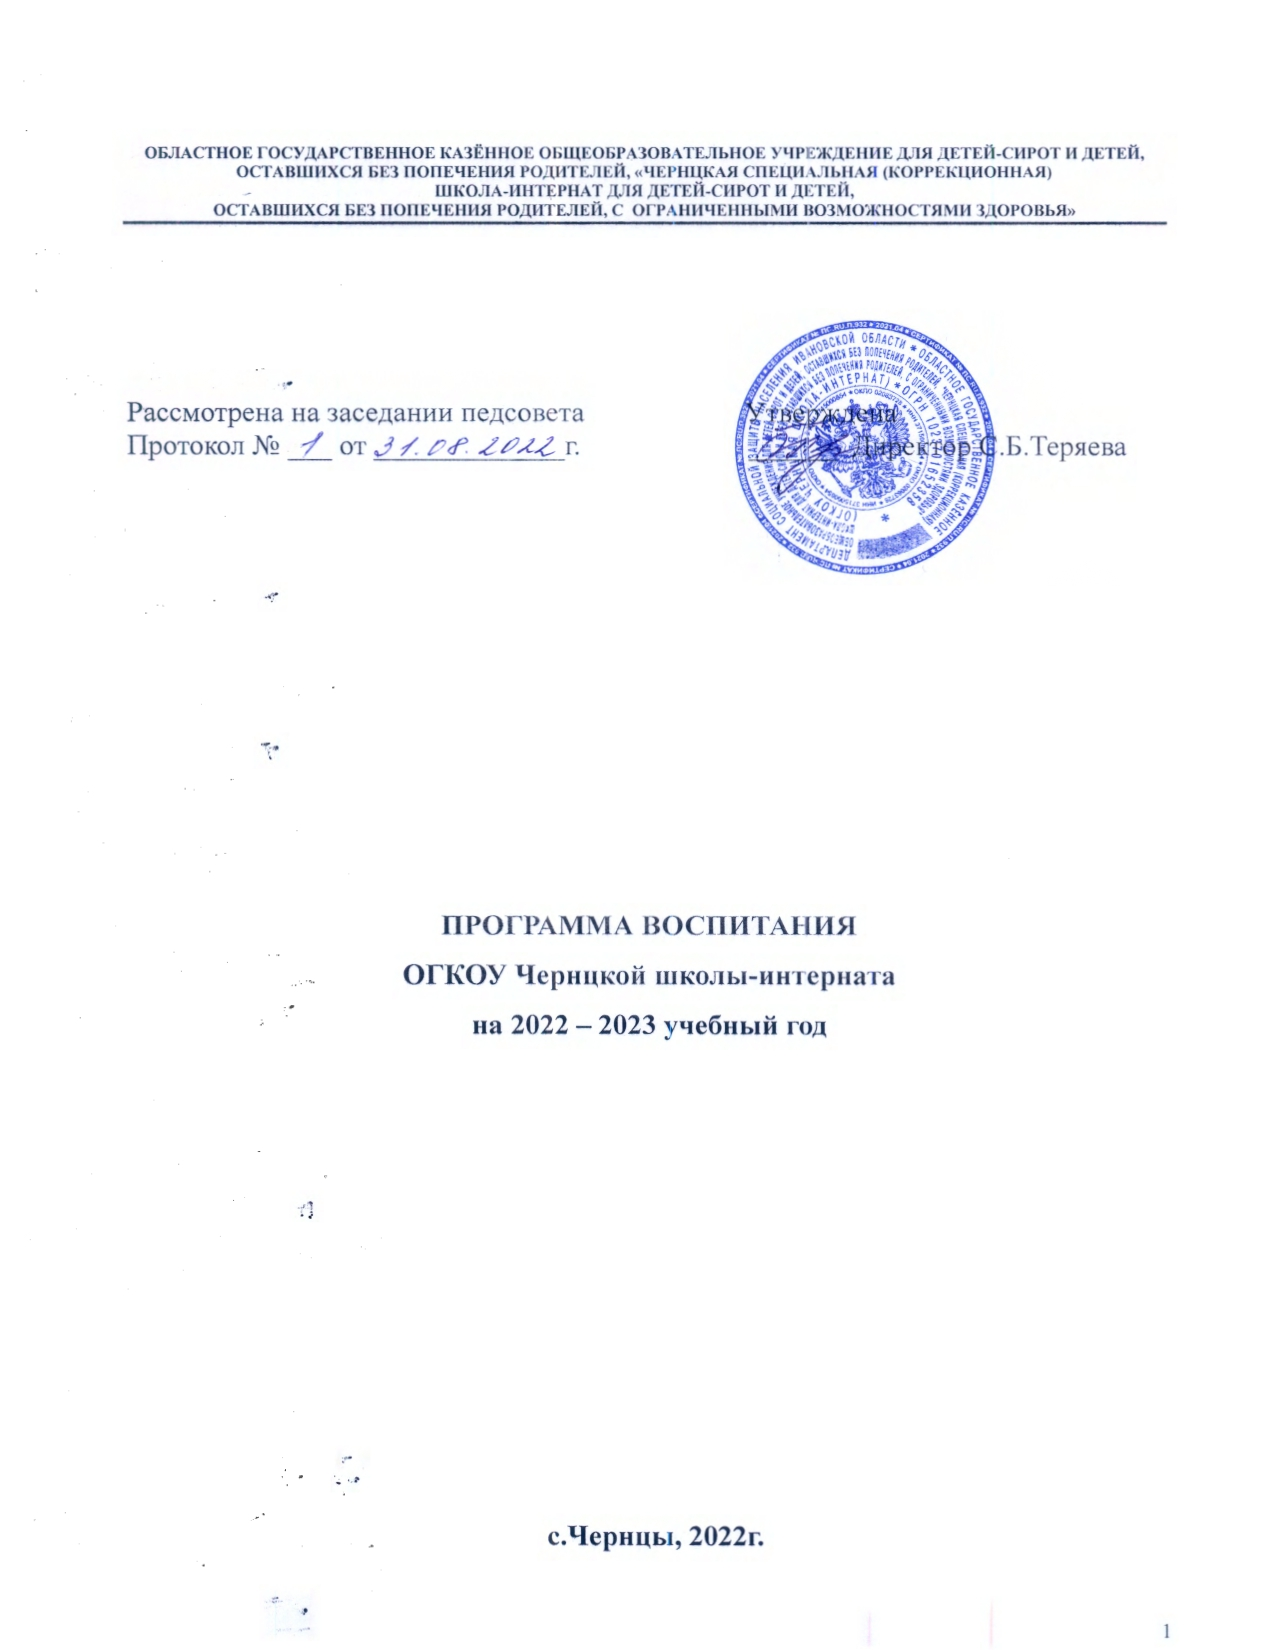 ОБЛАСТНОЕ ГОСУДАРСТВЕННОЕ КАЗЁННОЕ ОБЩЕОБРАЗОВАТЕЛЬНОЕ УЧРЕЖДЕНИЕ ДЛЯ ДЕТЕЙ-СИРОТ И ДЕТЕЙ,
ОСТАВШИХСЯ БЕЗ ПОПЕЧЕНИЯ РОДИТЕЛЕЙ, «ЧЕРНЦКАЯ СПЕЦИАЛЬНАЯ (КОРРЕКЦИОННАЯ)
ШКОЛА-ИНТЕРНАТ ДЛЯ ДЕТЕЙ-СИРОТ И ДЕТЕЙ,
ОСТАВШИХСЯ БЕЗ ПОПЕЧЕНИЯ РОДИТЕЛЕЙ, С ОГРАНИЧЕННЫМИ ВОЗМОЖНОСТЯМИ ЗДОРОВЬЯ»
Рассмотрена на заседании педсовета Утверждена
Протокол № 1 от 31.08.2022 г. Директор С.Б.Теряева
ПРОГРАММА ВОСПИТАНИЯ
ОГКОУ Чернцкой школы-интерната
на 2022 – 2023 учебный год
с.Чернцы, 2022г.
1